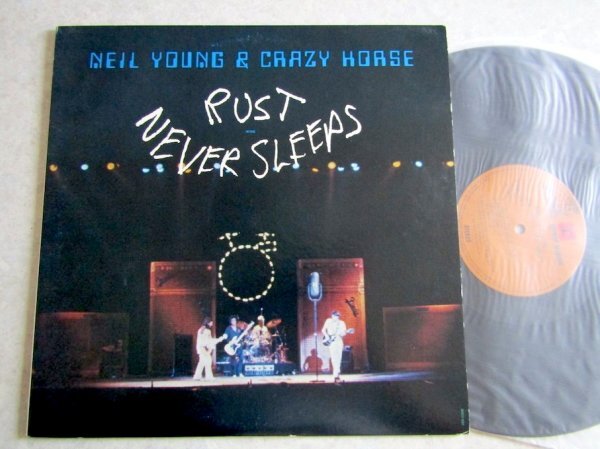 NEIL YOUNG & CRAZY HORSE
RUST
NEVER SLEEPS